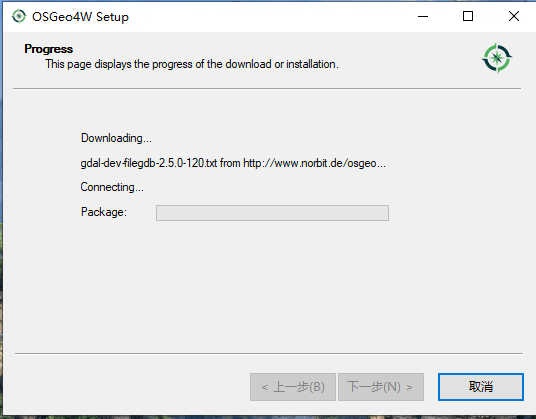 OSGeo4W Setup
Progress
This page displays the progress of the download or installation.
Downloading...
gdal-dev-filegdb-2.5.0-120.txt from http://www.norbit.de/osgeo...
Connecting...
Package:
< 上一步(B)
下一步(N) >
取消